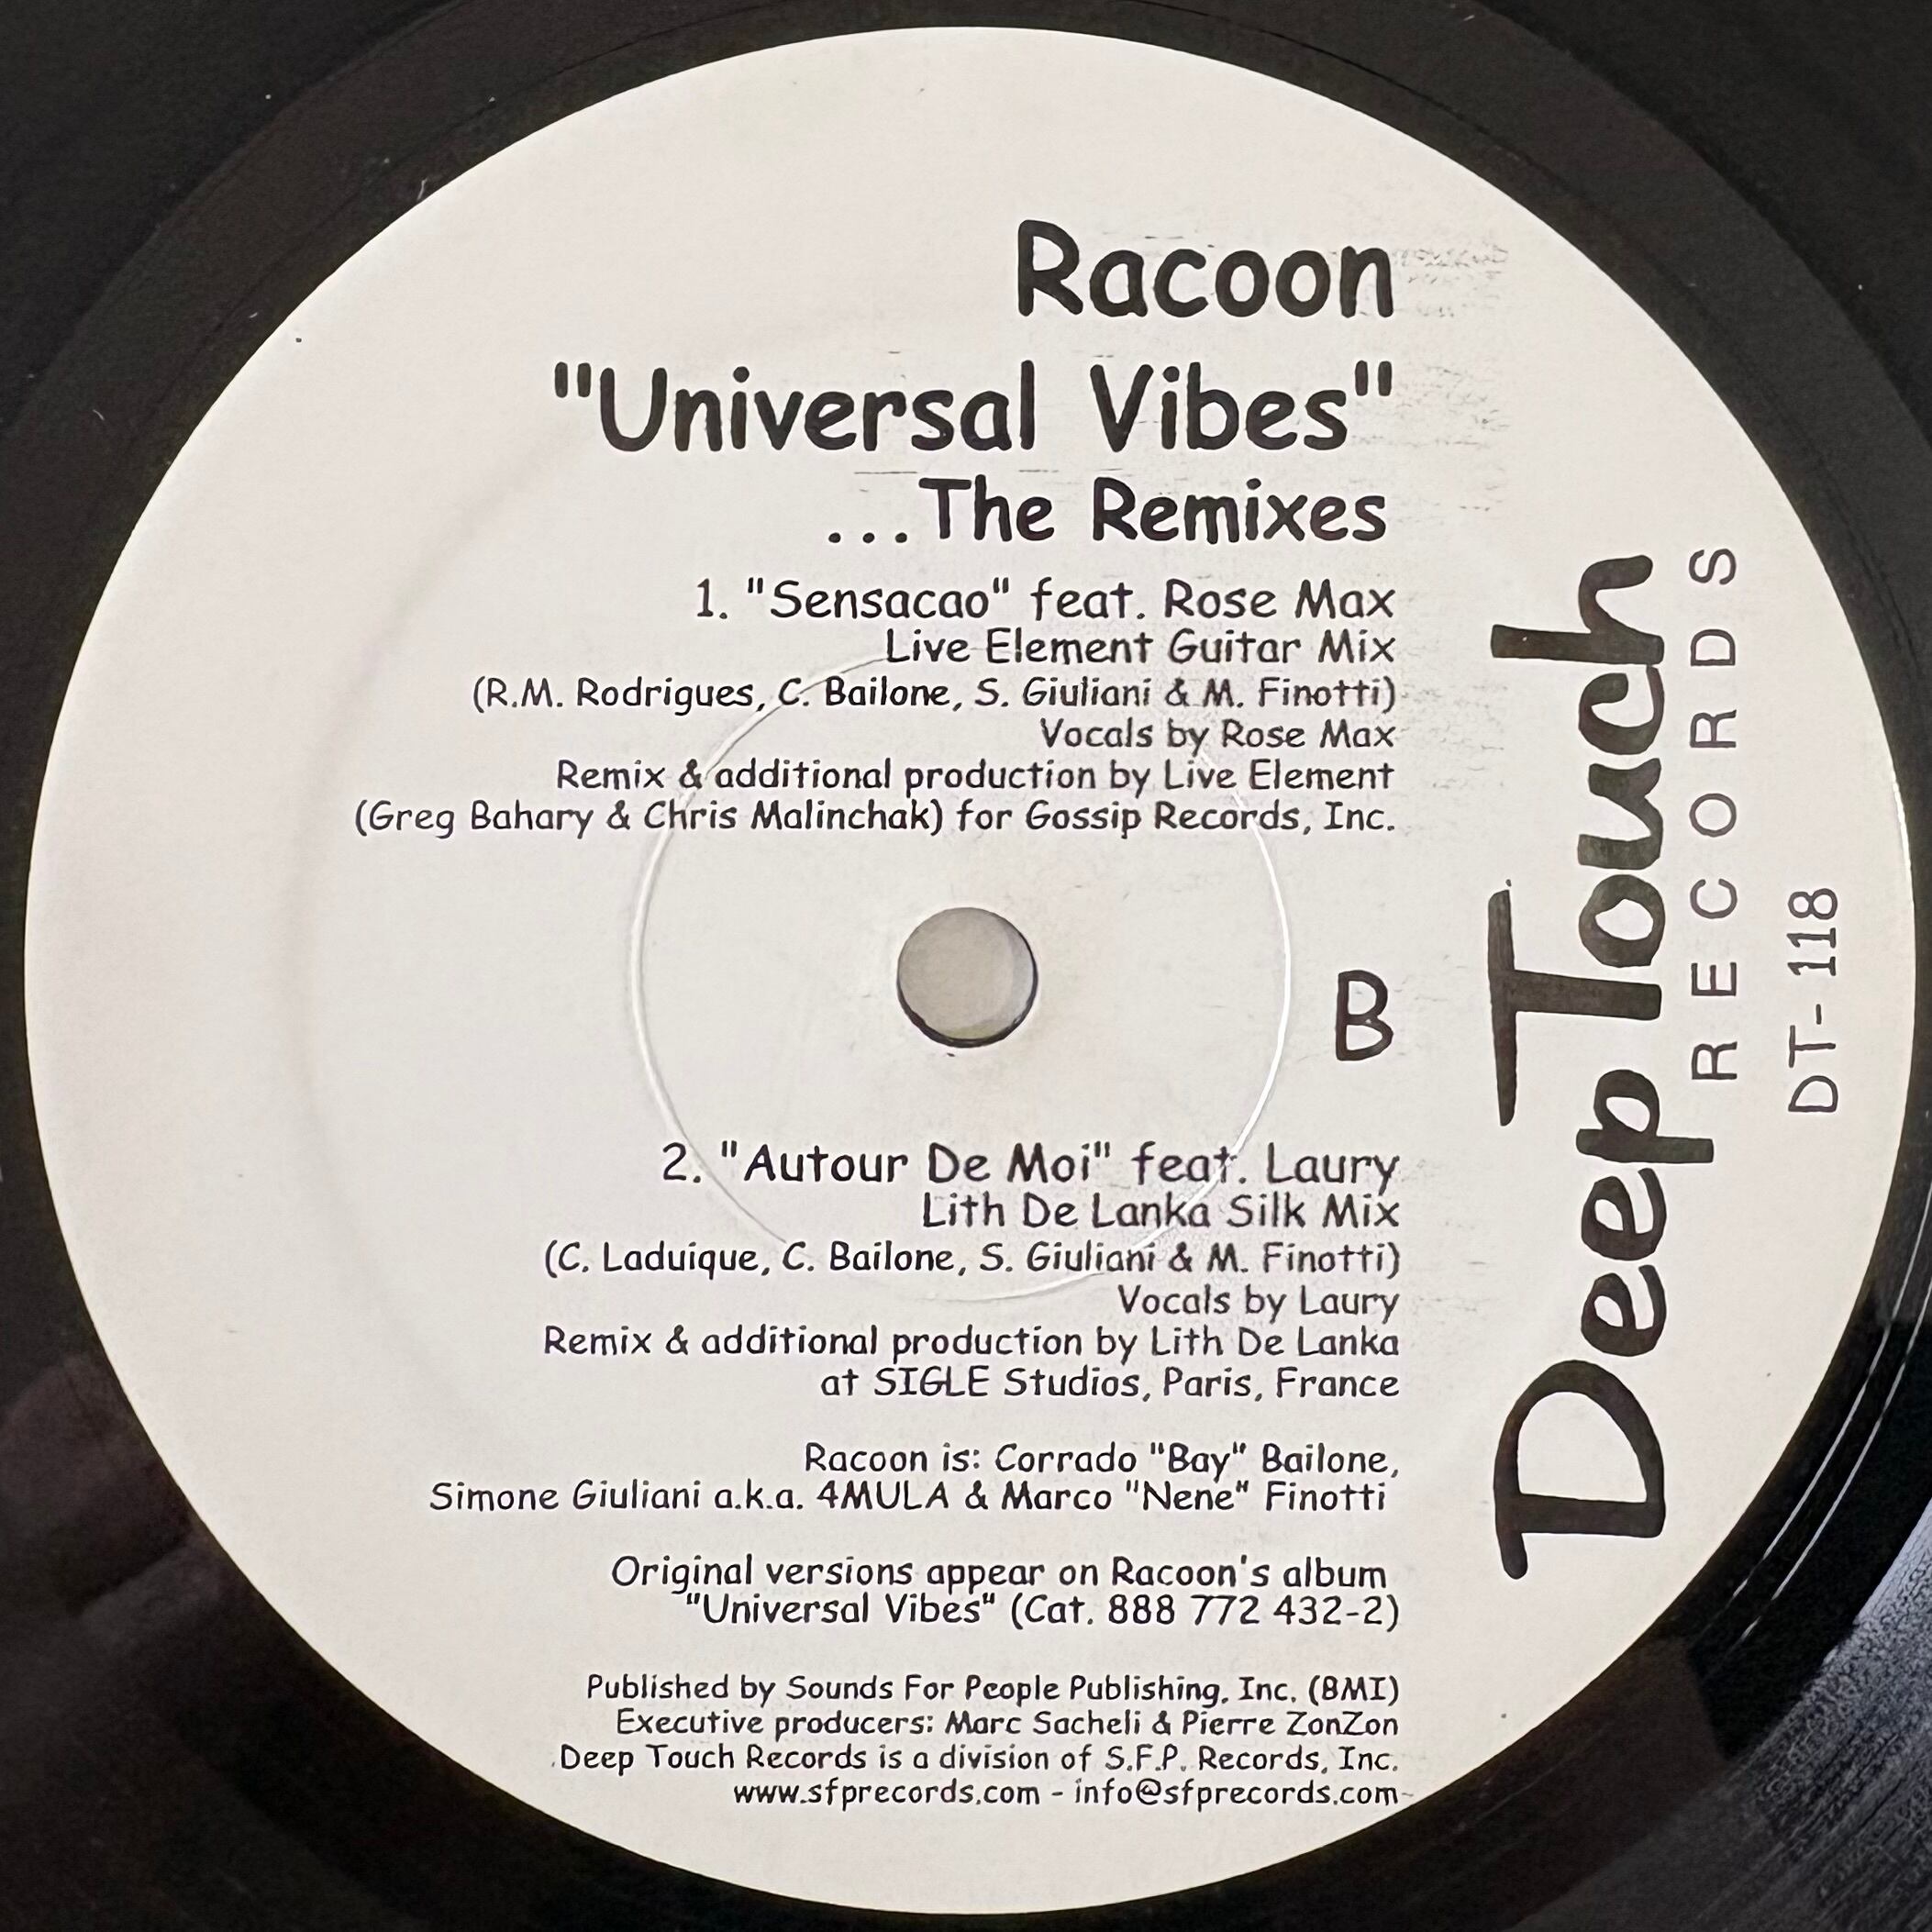 Racoon
"Universal Vibes"
...The Remixes
1. "Sensacao" feat. Rose Max
Live Element Guitar Mix
(R.M. Rodrigues, C. Bailone, S. Giuliani & M. Finotti)
Vocals by Rose Max
Remix & additional production by Live Element
(Greg Bahary & Chris Malinchak) for Gossip Records, Inc.
B
2. "Autour De Moi" feat. Laury
Lith De Lanka Silk Mix
(C. Laduique, C. Bailone, S. Giuliani & M. Finotti)
Vocals by Laury
Remix & additional production by Lith De Lanka
at SIGLE Studios, Paris, France
Racoon is: Corrado "Bay" Bailone,
Simone Giuliani a.k.a. 4MULA & Marco "Nene" Finotti
Original versions appear on Racoon's album
"Universal Vibes" (Cat. 888 772 432-2)
Published by Sounds For People Publishing, Inc. (BMI)
Executive producers: Marc Sacheli & Pierre ZonZon
Deep Touch Records is a division of S.F.P. Records, Inc.
www.sfprecords.com - info@sfprecords.com
Deep Touch
RECORDS
DT-118